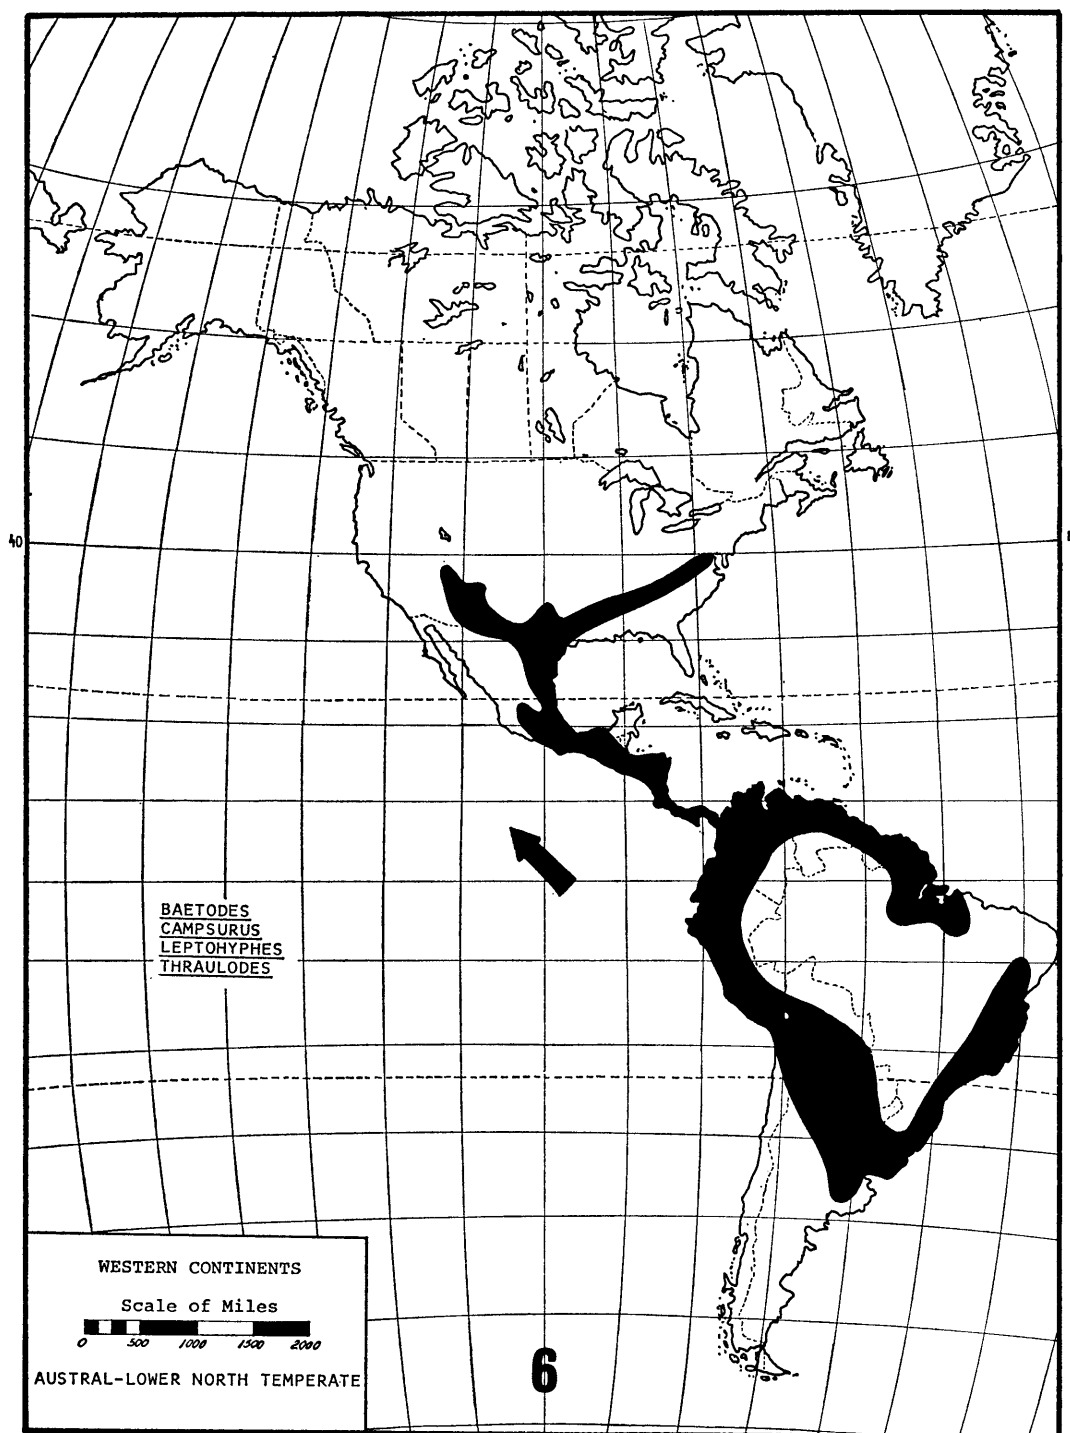 40
BAETODES
CAMPSURUS
LEPTOHYPHES
THRAULODES
WESTERN CONTINENTS
Scale of Miles
0 500 1000 1500 2000
AUSTRAL-LOWER NORTH TEMPERATE
6